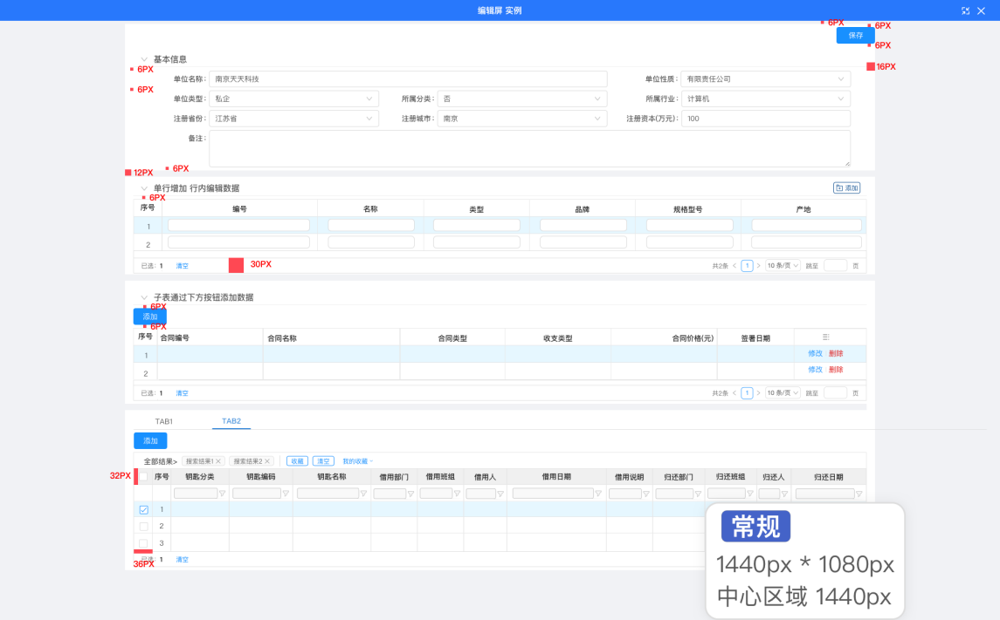 编辑屏 实例
6PX
6PX
保存
6PX
基本信息
16PX
6PX
单位名称: 南京天天科技 单位性质: 有限责任公司
6PX
单位类型: 私企 所属分类: 否 所属行业: 计算机
注册省份: 江苏省 注册城市: 南京 注册资本(万元): 100
备注:
6PX
12PX
单行增加 行内编辑数据 添加
6PX
序号 编号 名称 类型 品牌 规格型号 产地
1
2
已选: 1 清空 30PX 共2条 < 1 > 10 条/页 跳至 页
子表通过下方按钮添加数据
6PX
添加
6PX
序号 合同编号 合同名称 合同类型 收支类型 合同价格(元) 签署日期
1 修改 删除
2 修改 删除
已选: 1 清空 共2条 < 1 > 10 条/页 跳至 页
TAB1 TAB2
添加
全部结果> 搜索结果1 × 搜索结果2 × 收藏 清空 我的收藏
32PX
序号 钥匙分类 钥匙编码 钥匙名称 借用部门 借用班组 借用人 借用日期 借用说明 归还部门 归还班组 归还人 归还日期
1
2
3
已选: 1 清空
36PX
常规
1440px * 1080px
中心区域 1440px